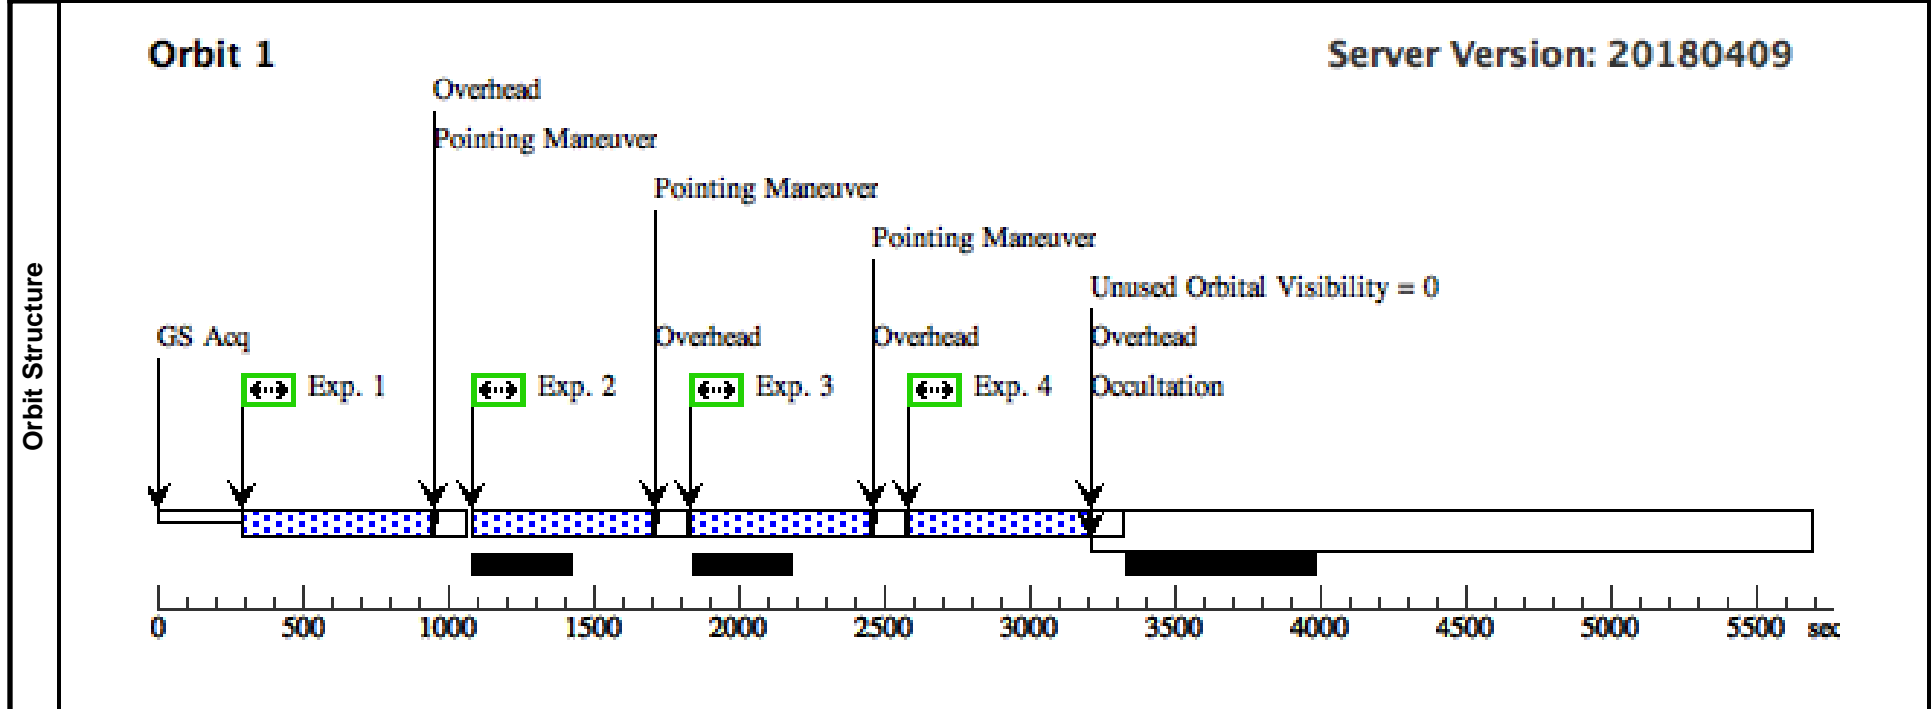 Orbit Structure
Orbit 1
Server Version: 20180409
Overhead
Pointing Maneuver
Pointing Maneuver
Pointing Maneuver
Unused Orbital Visibility = 0
GS Acq
Overhead
Overhead
Overhead
Exp. 1
Exp. 2
Exp. 3
Exp. 4
Occultation
0 500 1000 1500 2000 2500 3000 3500 4000 4500 5000 5500 sec